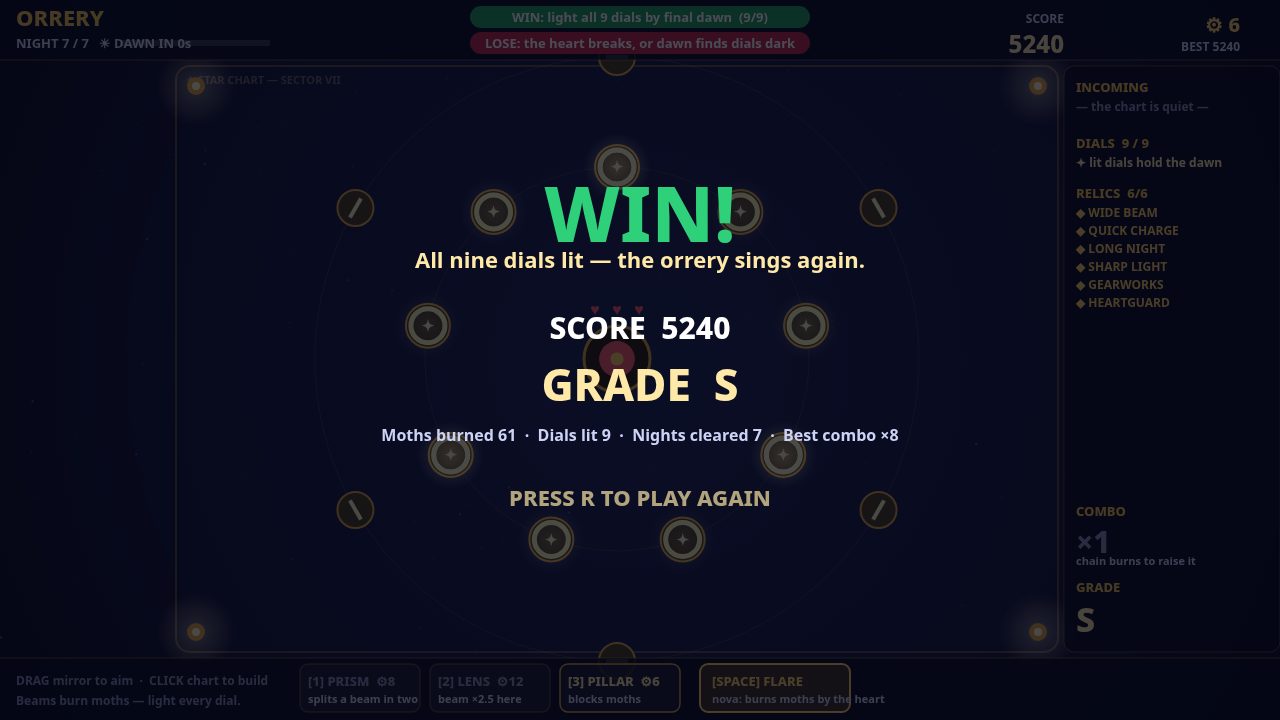 ORRERY
NIGHT 7 / 7 ☀ DAWN IN 0s
WIN: light all 9 dials by final dawn (9/9)
LOSE: the heart breaks, or dawn finds dials dark
SCORE
5240
⚙ 6
BEST 5240
STAR CHART — SECTOR VII
INCOMING
— the chart is quiet —
DIALS 9 / 9
✦ lit dials hold the dawn
RELICS 6/6
◆ WIDE BEAM
◆ QUICK CHARGE
◆ LONG NIGHT
◆ SHARP LIGHT
◆ GEARWORKS
◆ HEARTGUARD
WIN!
All nine dials lit — the orrery sings again.
SCORE 5240
GRADE S
Moths burned 61 · Dials lit 9 · Nights cleared 7 · Best combo ×8
PRESS R TO PLAY AGAIN
COMBO
×1
chain burns to raise it
GRADE
S
DRAG mirror to aim · CLICK chart to build
Beams burn moths — light every dial.
[1] PRISM ⚙8
splits a beam in two
[2] LENS ⚙12
beam ×2.5 here
[3] PILLAR ⚙6
blocks moths
[SPACE] FLARE
nova: burns moths by the heart